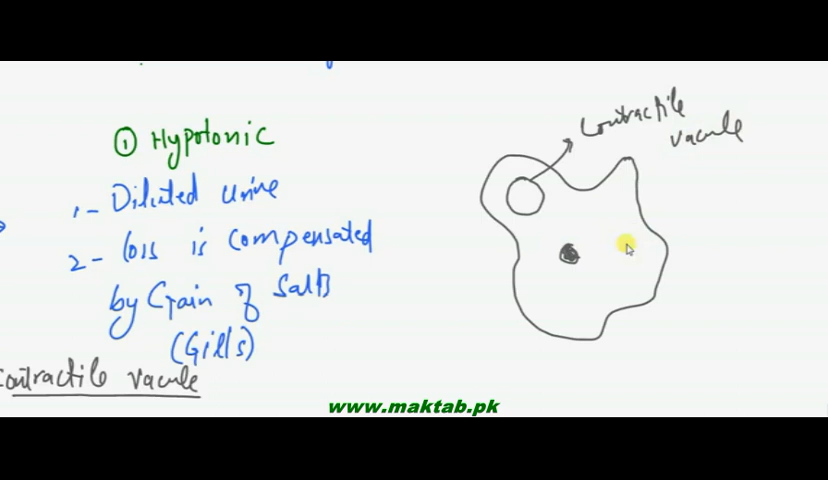 ① Hypotonic
1- Diluted Urine
2- loss is compensated
by Gain of Salts
(Gills)
Contractile vacule
Contractile
vacule
www.maktab.pk